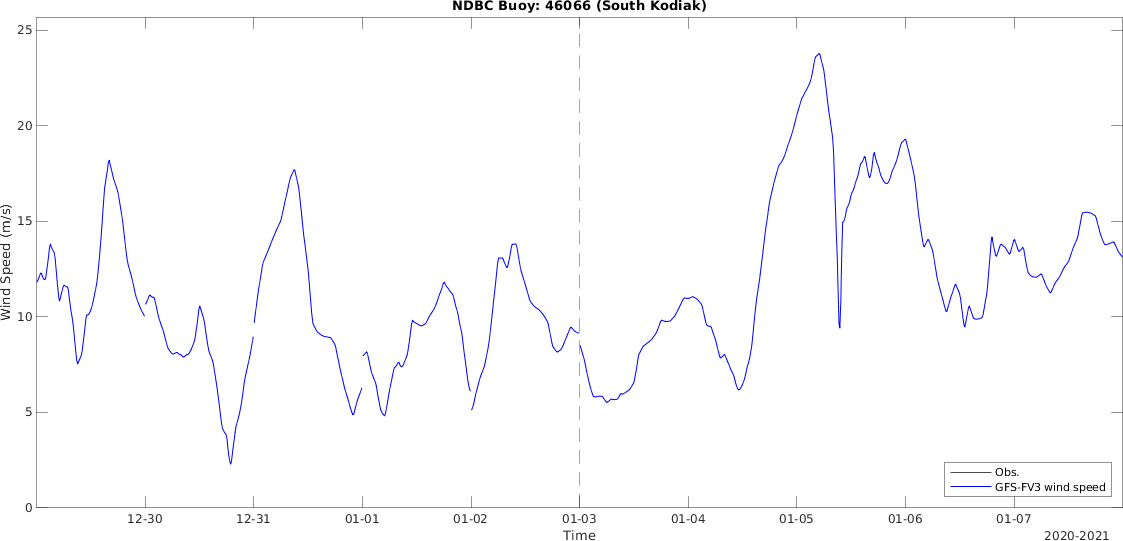 NDBC Buoy: 46066 (South Kodiak)
Wind Speed (m/s)
25
20
15
10
5
0
12-30 12-31 01-01 01-02 01-03 01-04 01-05 01-06 01-07
Time
2020-2021
Obs.
GFS-FV3 wind speed